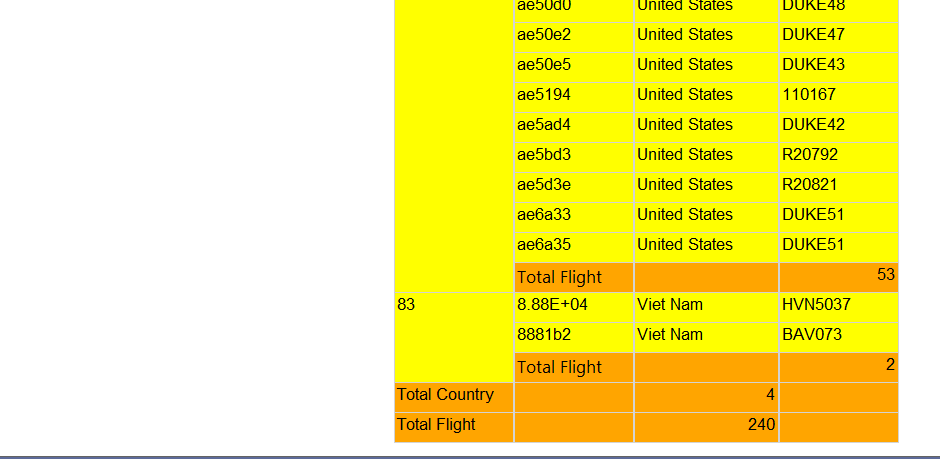 ae50d0 United States DUKE48
ae50e2 United States DUKE47
ae50e5 United States DUKE43
ae5194 United States 110167
ae5ad4 United States DUKE42
ae5bd3 United States R20792
ae5d3e United States R20821
ae6a33 United States DUKE51
ae6a35 United States DUKE51
Total Flight 53
83 8.88E+04 Viet Nam HVN5037
8881b2 Viet Nam BAV073
Total Flight 2
Total Country 4
Total Flight 240